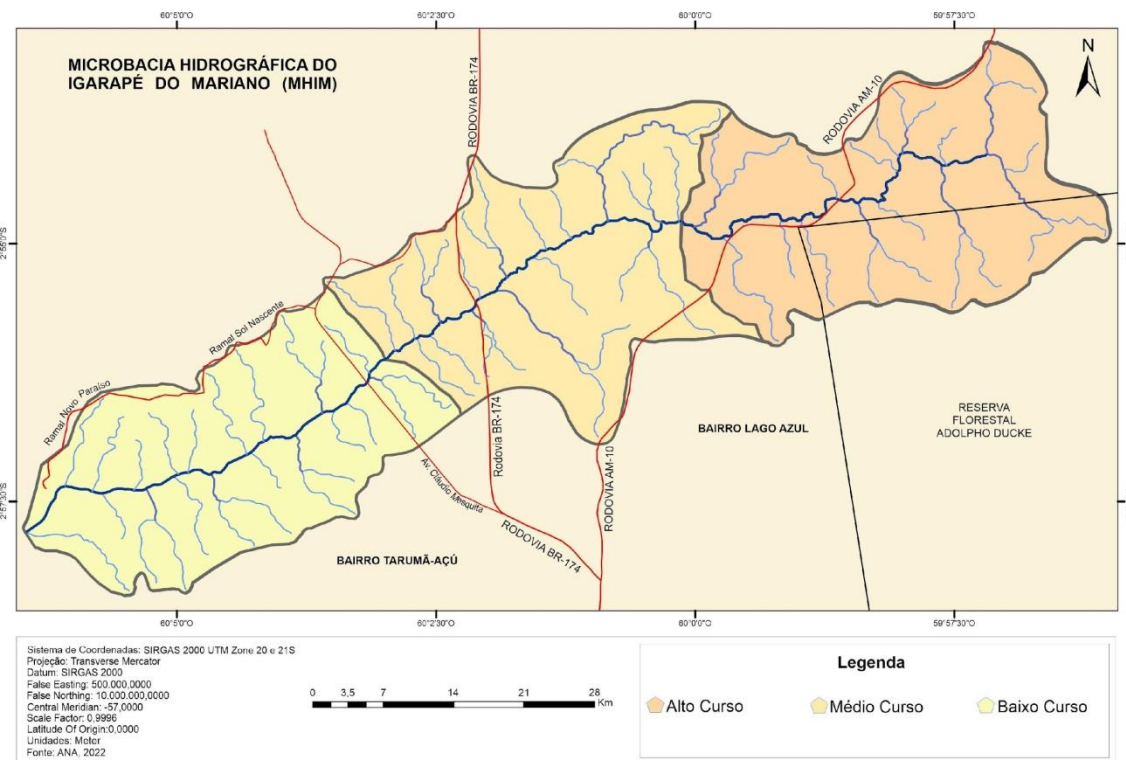 60°5'0"O
60°2'30"O
60°0'0"O
59°57'30"O
MICROBACIA HIDROGRÁFICA DO
IGARAPÉ DO MARIANO (MHIM)
N
RODOVIA BR-174
RODOVIA AM-10
2°55'0"S
Ramal Sol Nascente
Ramal Novo Paraíso
Rodovia BR-174
BAIRRO LAGO AZUL
RESERVA
FLORESTAL
ADOLPHO DUCKE
Av. Cláudio Mesquita
RODOVIA AM-10
2°57'30"S
RODOVIA BR-174
BAIRRO TARUMÃ-AÇÚ
60°5'0"O
60°2'30"O
60°0'0"O
59°57'30"O
Sistema de Coordenadas: SIRGAS 2000 UTM Zone 20 e 21S
Projeção: Transverse Mercator
Datum: SIRGAS 2000
False Easting: 500.000,0000
False Northing: 10.000.000,0000
Central Meridian: -57,0000
Scale Factor: 0,9996
Latitude Of Origin:0,0000
Unidades: Meter
Fonte: ANA, 2022
0 3,5 7 14 21 28
Km
Legenda
Alto Curso
Médio Curso
Baixo Curso